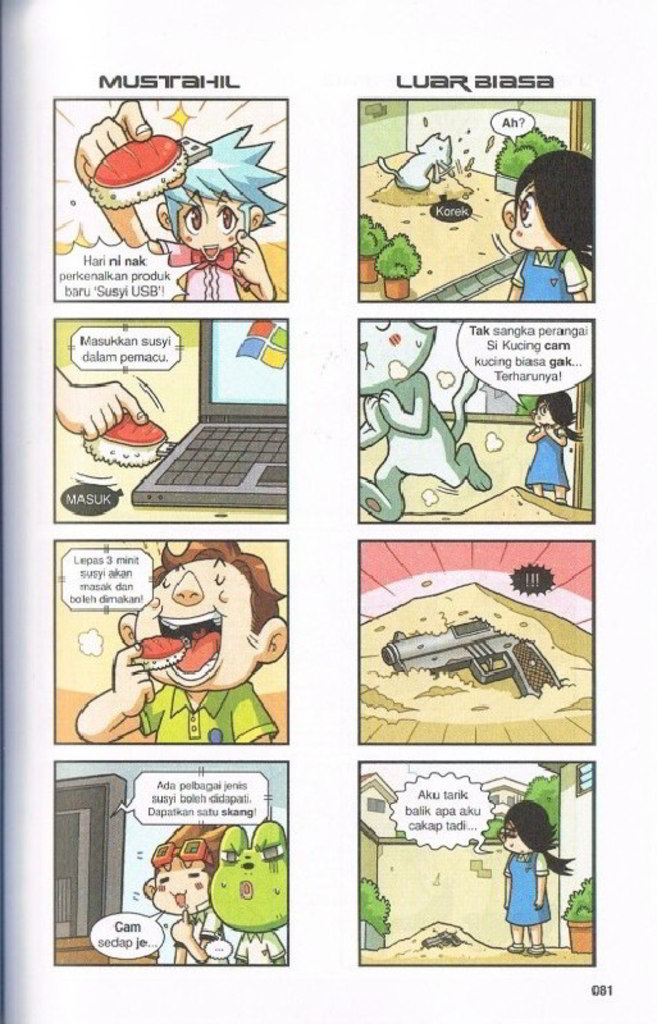 MUSTAHIL
Hari ni nak
perkenalkan produk
baru 'Susyi USB'!
Masukkan susyi
dalam pemacu.
MASUK
Lepas 3 minit
susyi akan
masak dan
boleh dimakan!
Ada pelbagai jenis
susyi boleh didapati.
Dapatkan satu skang!
Cam
sedap je...
...
LUAR BIASA
Ah?
Korek
Tak sangka perangai
Si Kucing cam
kucing biasa gak...
Terharunya!
!!!
Aku tarik
balik apa aku
cakap tadi...
081